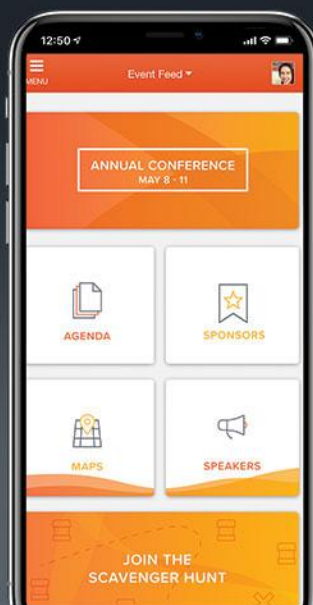 12:50
MENU
Event Feed
ANNUAL CONFERENCE
MAY 8 - 11
AGENDA
SPONSORS
MAPS
SPEAKERS
JOIN THE
SCAVENGER HUNT